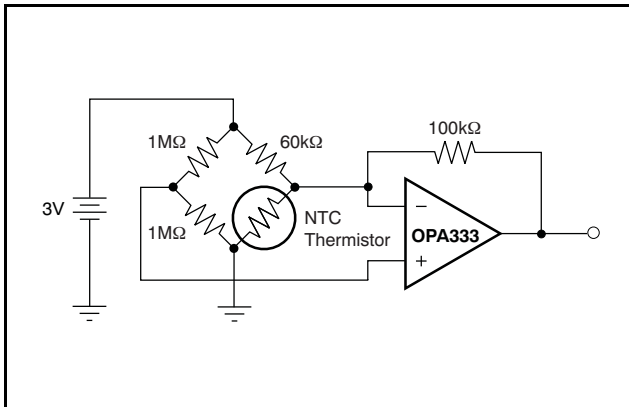 100kΩ
1MΩ
60kΩ
3V
1MΩ
NTC
Thermistor
OPA333
−
+